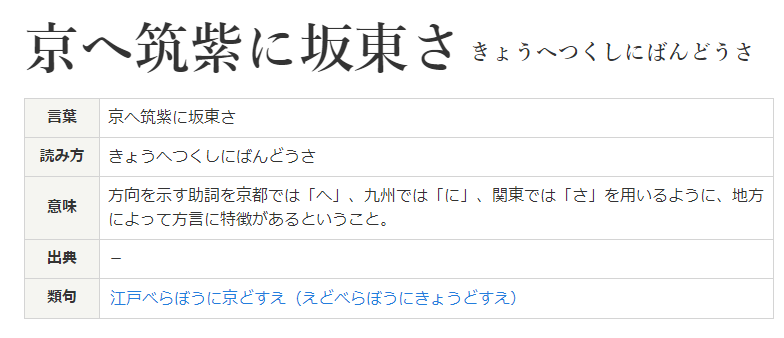 京へ筑紫に坂東さ きょうへつくしにばんどうさ
言葉 京へ筑紫に坂東さ
読み方 きょうへつくしにばんどうさ
意味 方向を示す助詞を京都では「へ」、九州では「に」、関東では「さ」を用いるように、地方
によって方言に特徴があるということ。
出典 －
類句 江戸べらぼうに京どすえ（えどべらぼうにきょうどすえ）